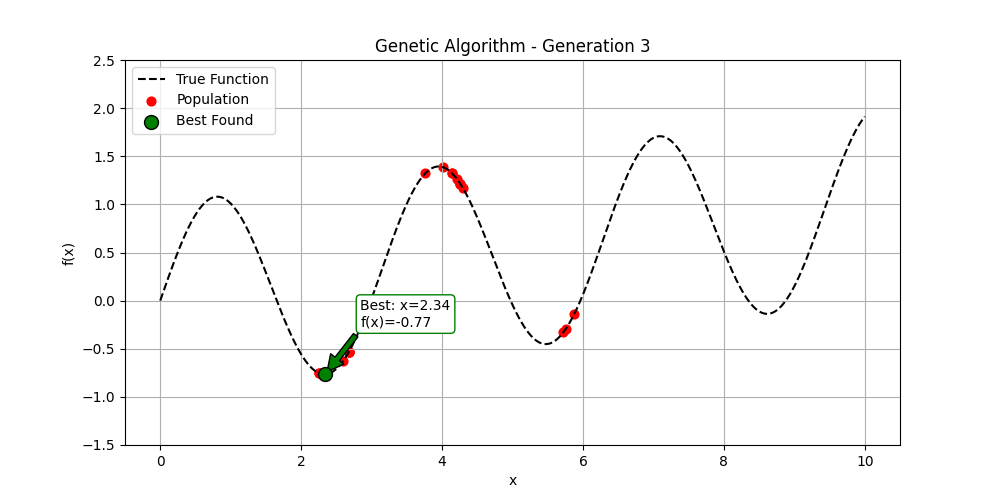 Genetic Algorithm - Generation 3
2.5
2.0
1.5
1.0
0.5
0.0
−0.5
−1.0
−1.5
f(x)
True Function
Population
Best Found
Best: x=2.34
f(x)=-0.77
0 2 4 6 8 10
x